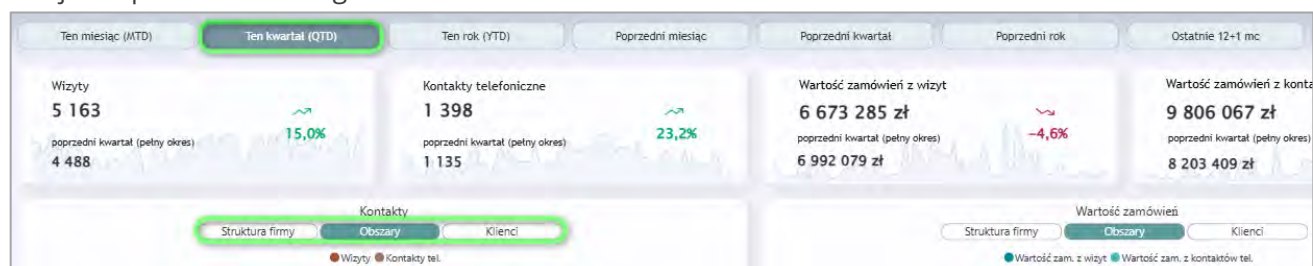 Ten miesiąc (MTD) Ten kwartał (QTD) Ten rok (YTD) Poprzedni miesiąc Poprzedni kwartał Poprzedni rok Ostatnie 12+1 mc
Wizyty Kontakty telefoniczne Wartość zamówień z wizyt Wartość zamówień z konta
5 163 1 398 6 673 285 zł 9 806 067 zł
15,0% 23,2% -4,6%
poprzedni kwartał (pełny okres) poprzedni kwartał (pełny okres) poprzedni kwartał (pełny okres) poprzedni kwartał (pełny okres)
4 488 1 135 6 992 079 zł 8 203 409 zł
Kontakty Wartość zamówień
Struktura firmy Obszary Klienci Struktura firmy Obszary Klienci
Wizyty Kontakty tel. Wartość zam. z wizyt Wartość zam. z kontaktów tel.